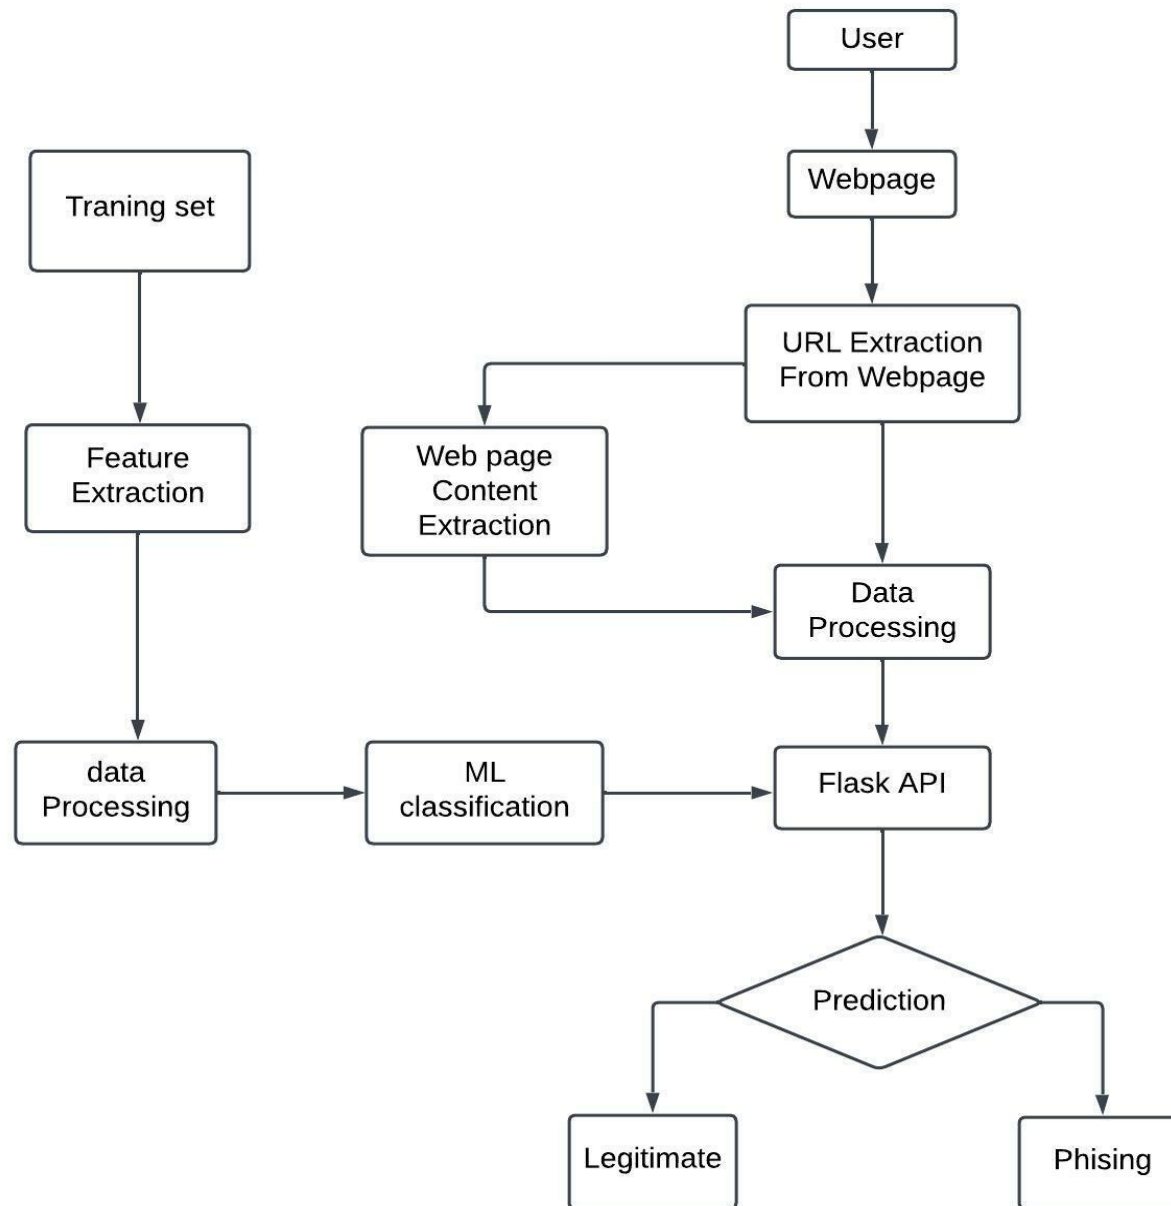 User
Webpage
Traning set
URL Extraction
From Webpage
Feature
Extraction
Web page
Content
Extraction
Data
Processing
data
Processing
ML
classification
Flask API
Prediction
Legitimate
Phising